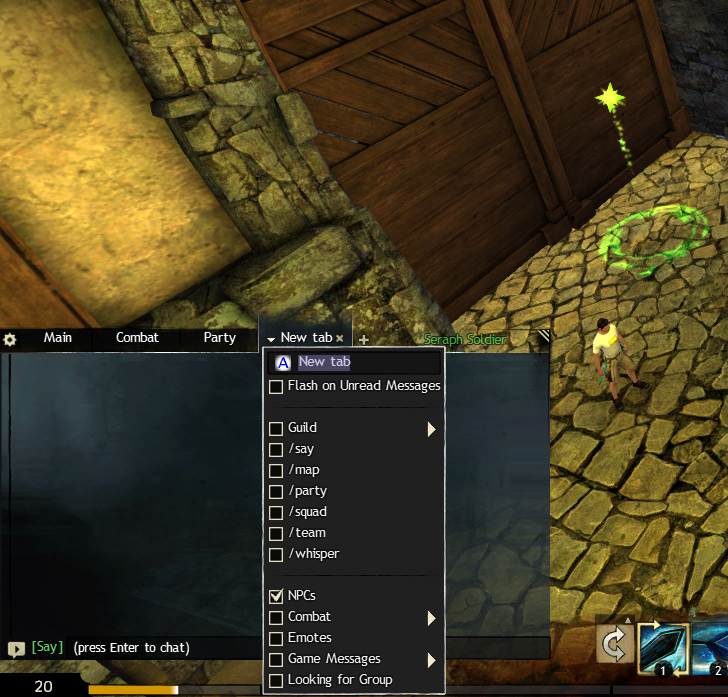 Main Combat Party New tab × + Seraph Soldier
A New tab
Flash on Unread Messages
Guild
/say
/map
/party
/squad
/team
/whisper
NPCs
Combat
Emotes
Game Messages
Looking for Group
[Say] (press Enter to chat)
1 2
20